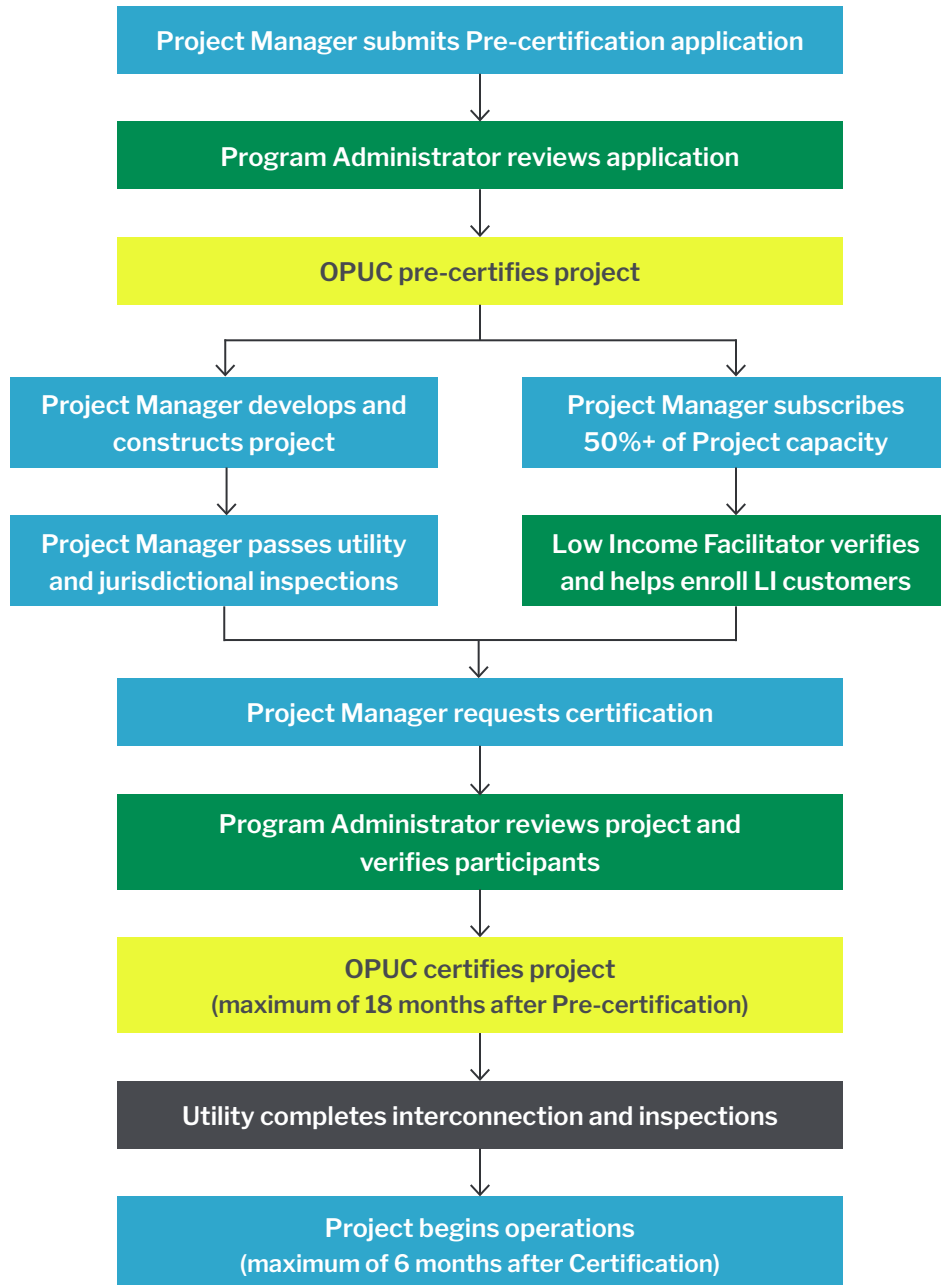 Project Manager submits Pre-certification application
Program Administrator reviews application
OPUC pre-certifies project
Project Manager develops and
constructs project
Project Manager subscribes
50%+ of Project capacity
Project Manager passes utility
and jurisdictional inspections
Low Income Facilitator verifies
and helps enroll LI customers
Project Manager requests certification
Program Administrator reviews project and
verifies participants
OPUC certifies project
(maximum of 18 months after Pre-certification)
Utility completes interconnection and inspections
Project begins operations
(maximum of 6 months after Certification)